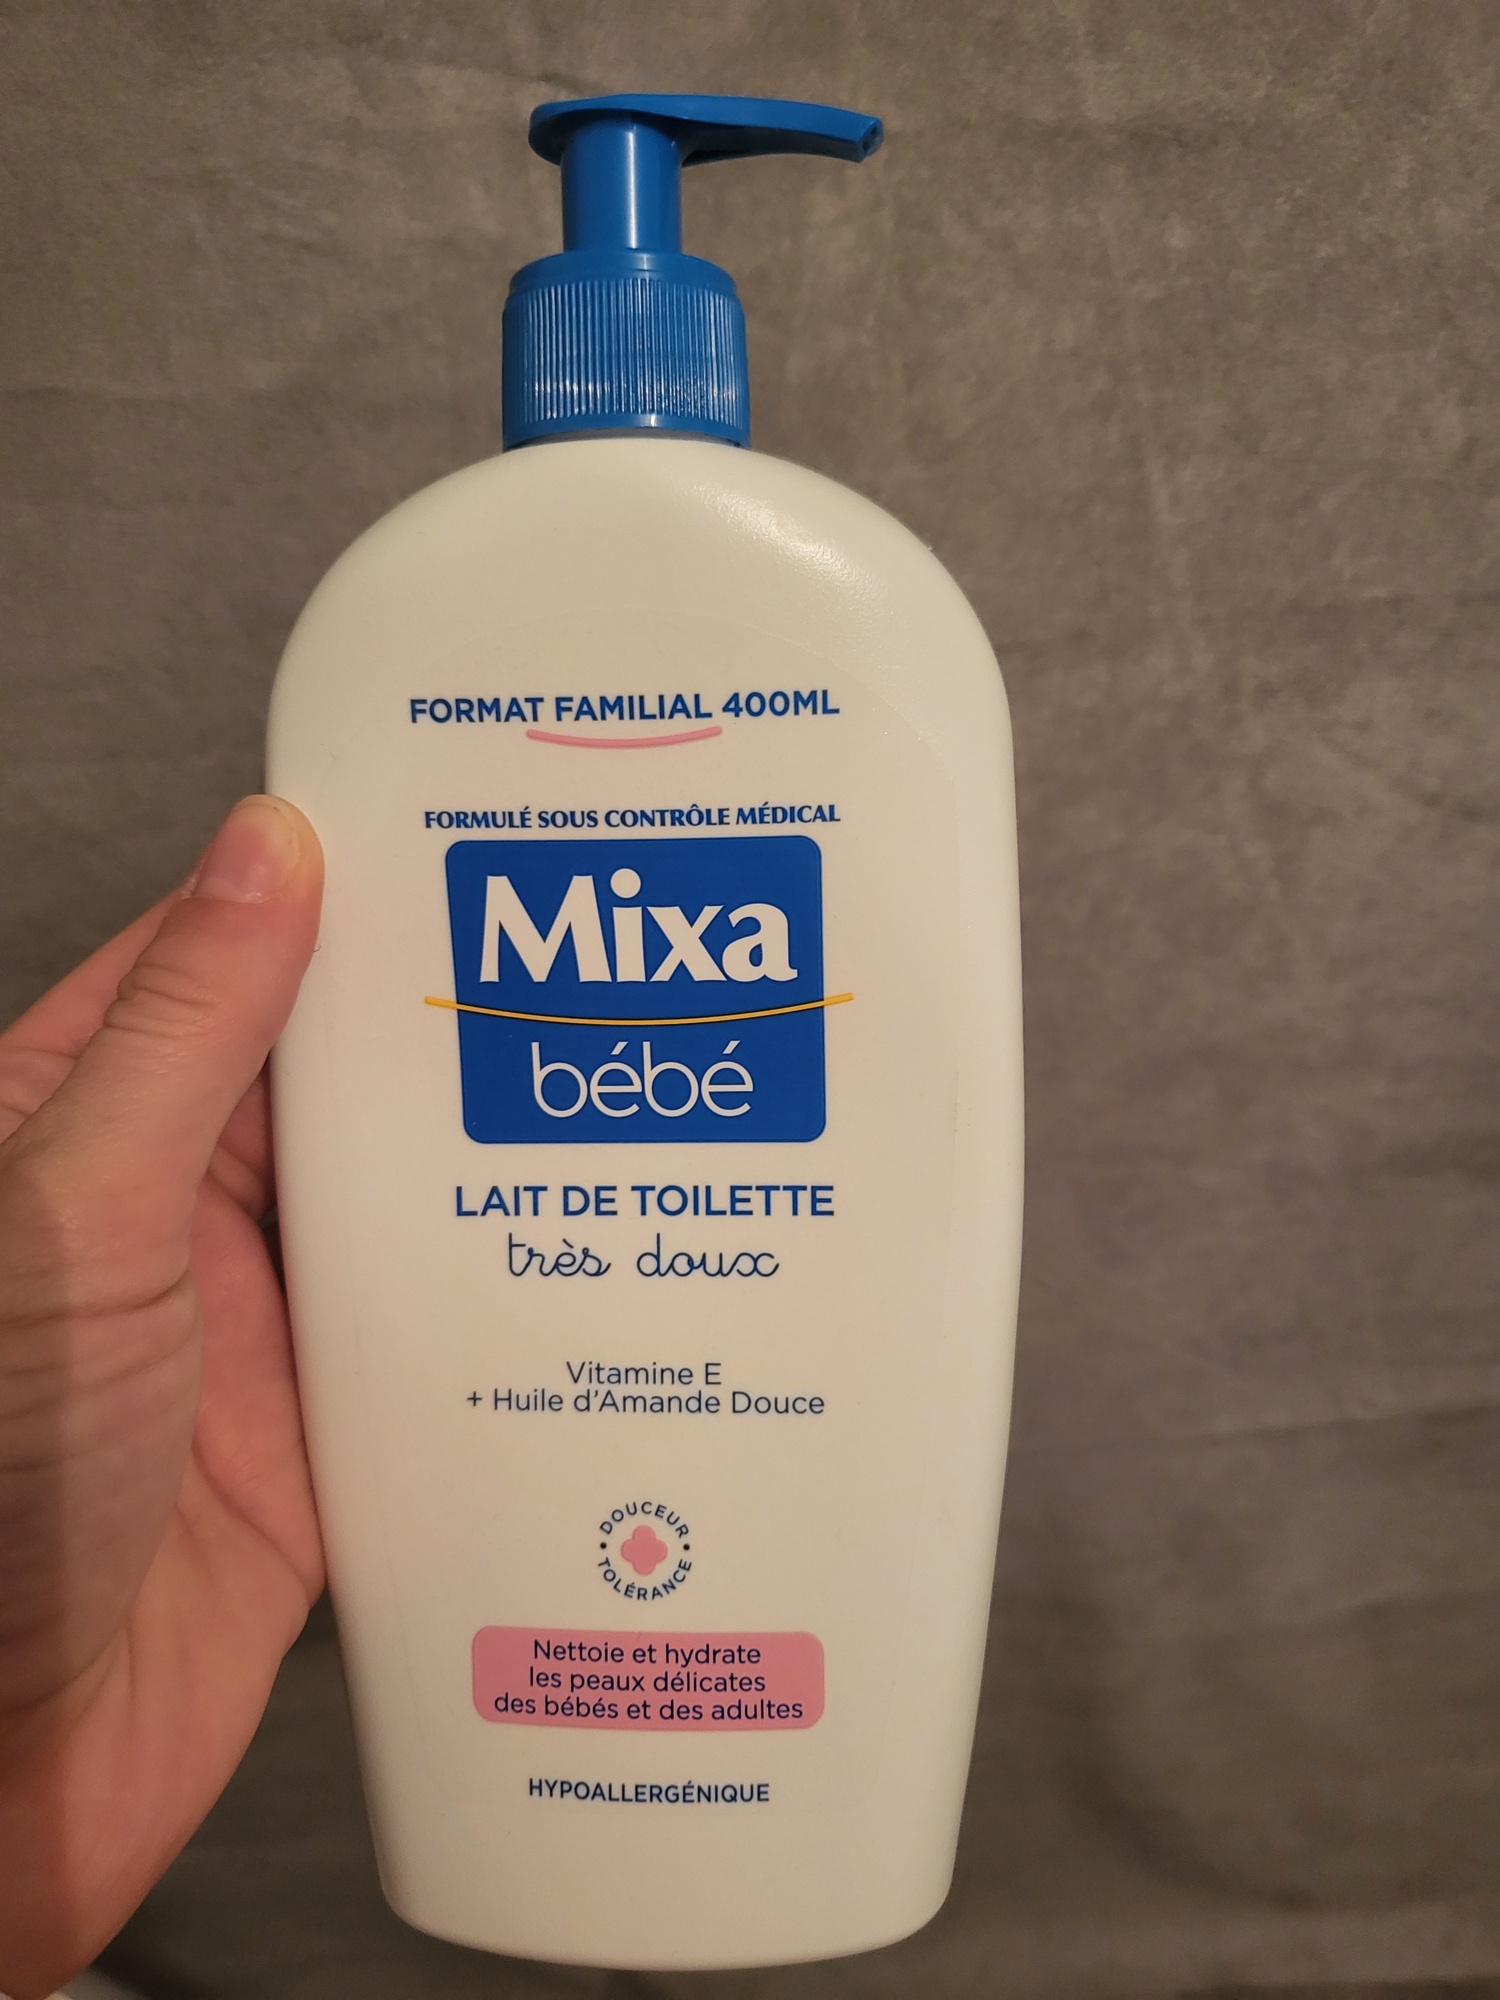 FORMAT FAMILIAL 400ML
FORMULÉ SOUS CONTRÔLE MÉDICAL
Mixa
bébé
LAIT DE TOILETTE
très doux
Vitamine E
+ Huile d'Amande Douce
DOUCEUR
TOLÉRANCE
Nettoie et hydrate
les peaux délicates
des bébés et des adultes
HYPOALLERGÉNIQUE